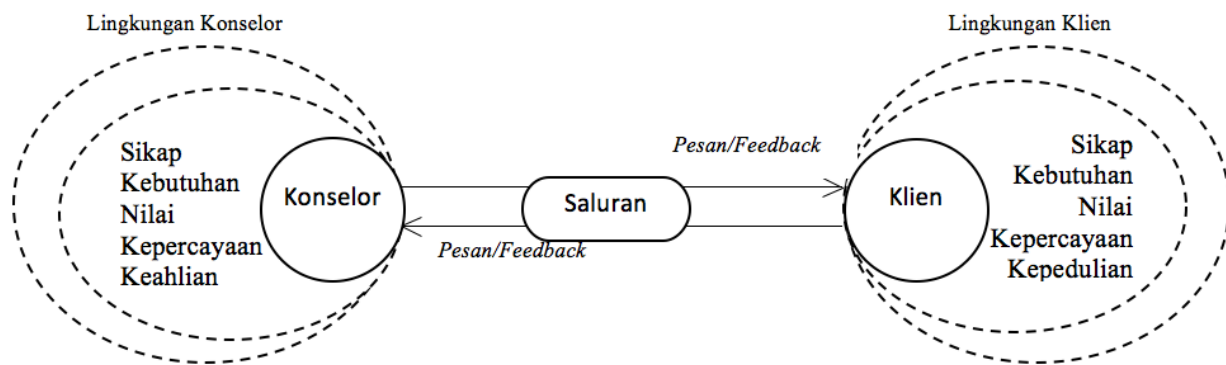 Lingkungan Konselor
Sikap
Kebutuhan
Nilai
Kepercayaan
Keahlian
Konselor
Saluran
Pesan/Feedback
Pesan/Feedback
Lingkungan Klien
Klien
Sikap
Kebutuhan
Nilai
Kepercayaan
Kepedulian